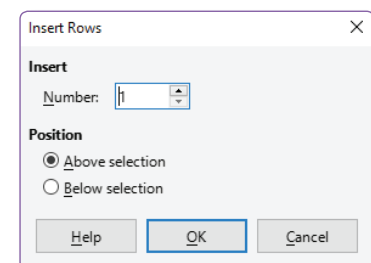 Insert Rows
Insert
Number: 1
Position
Above selection
Below selection
Help OK Cancel